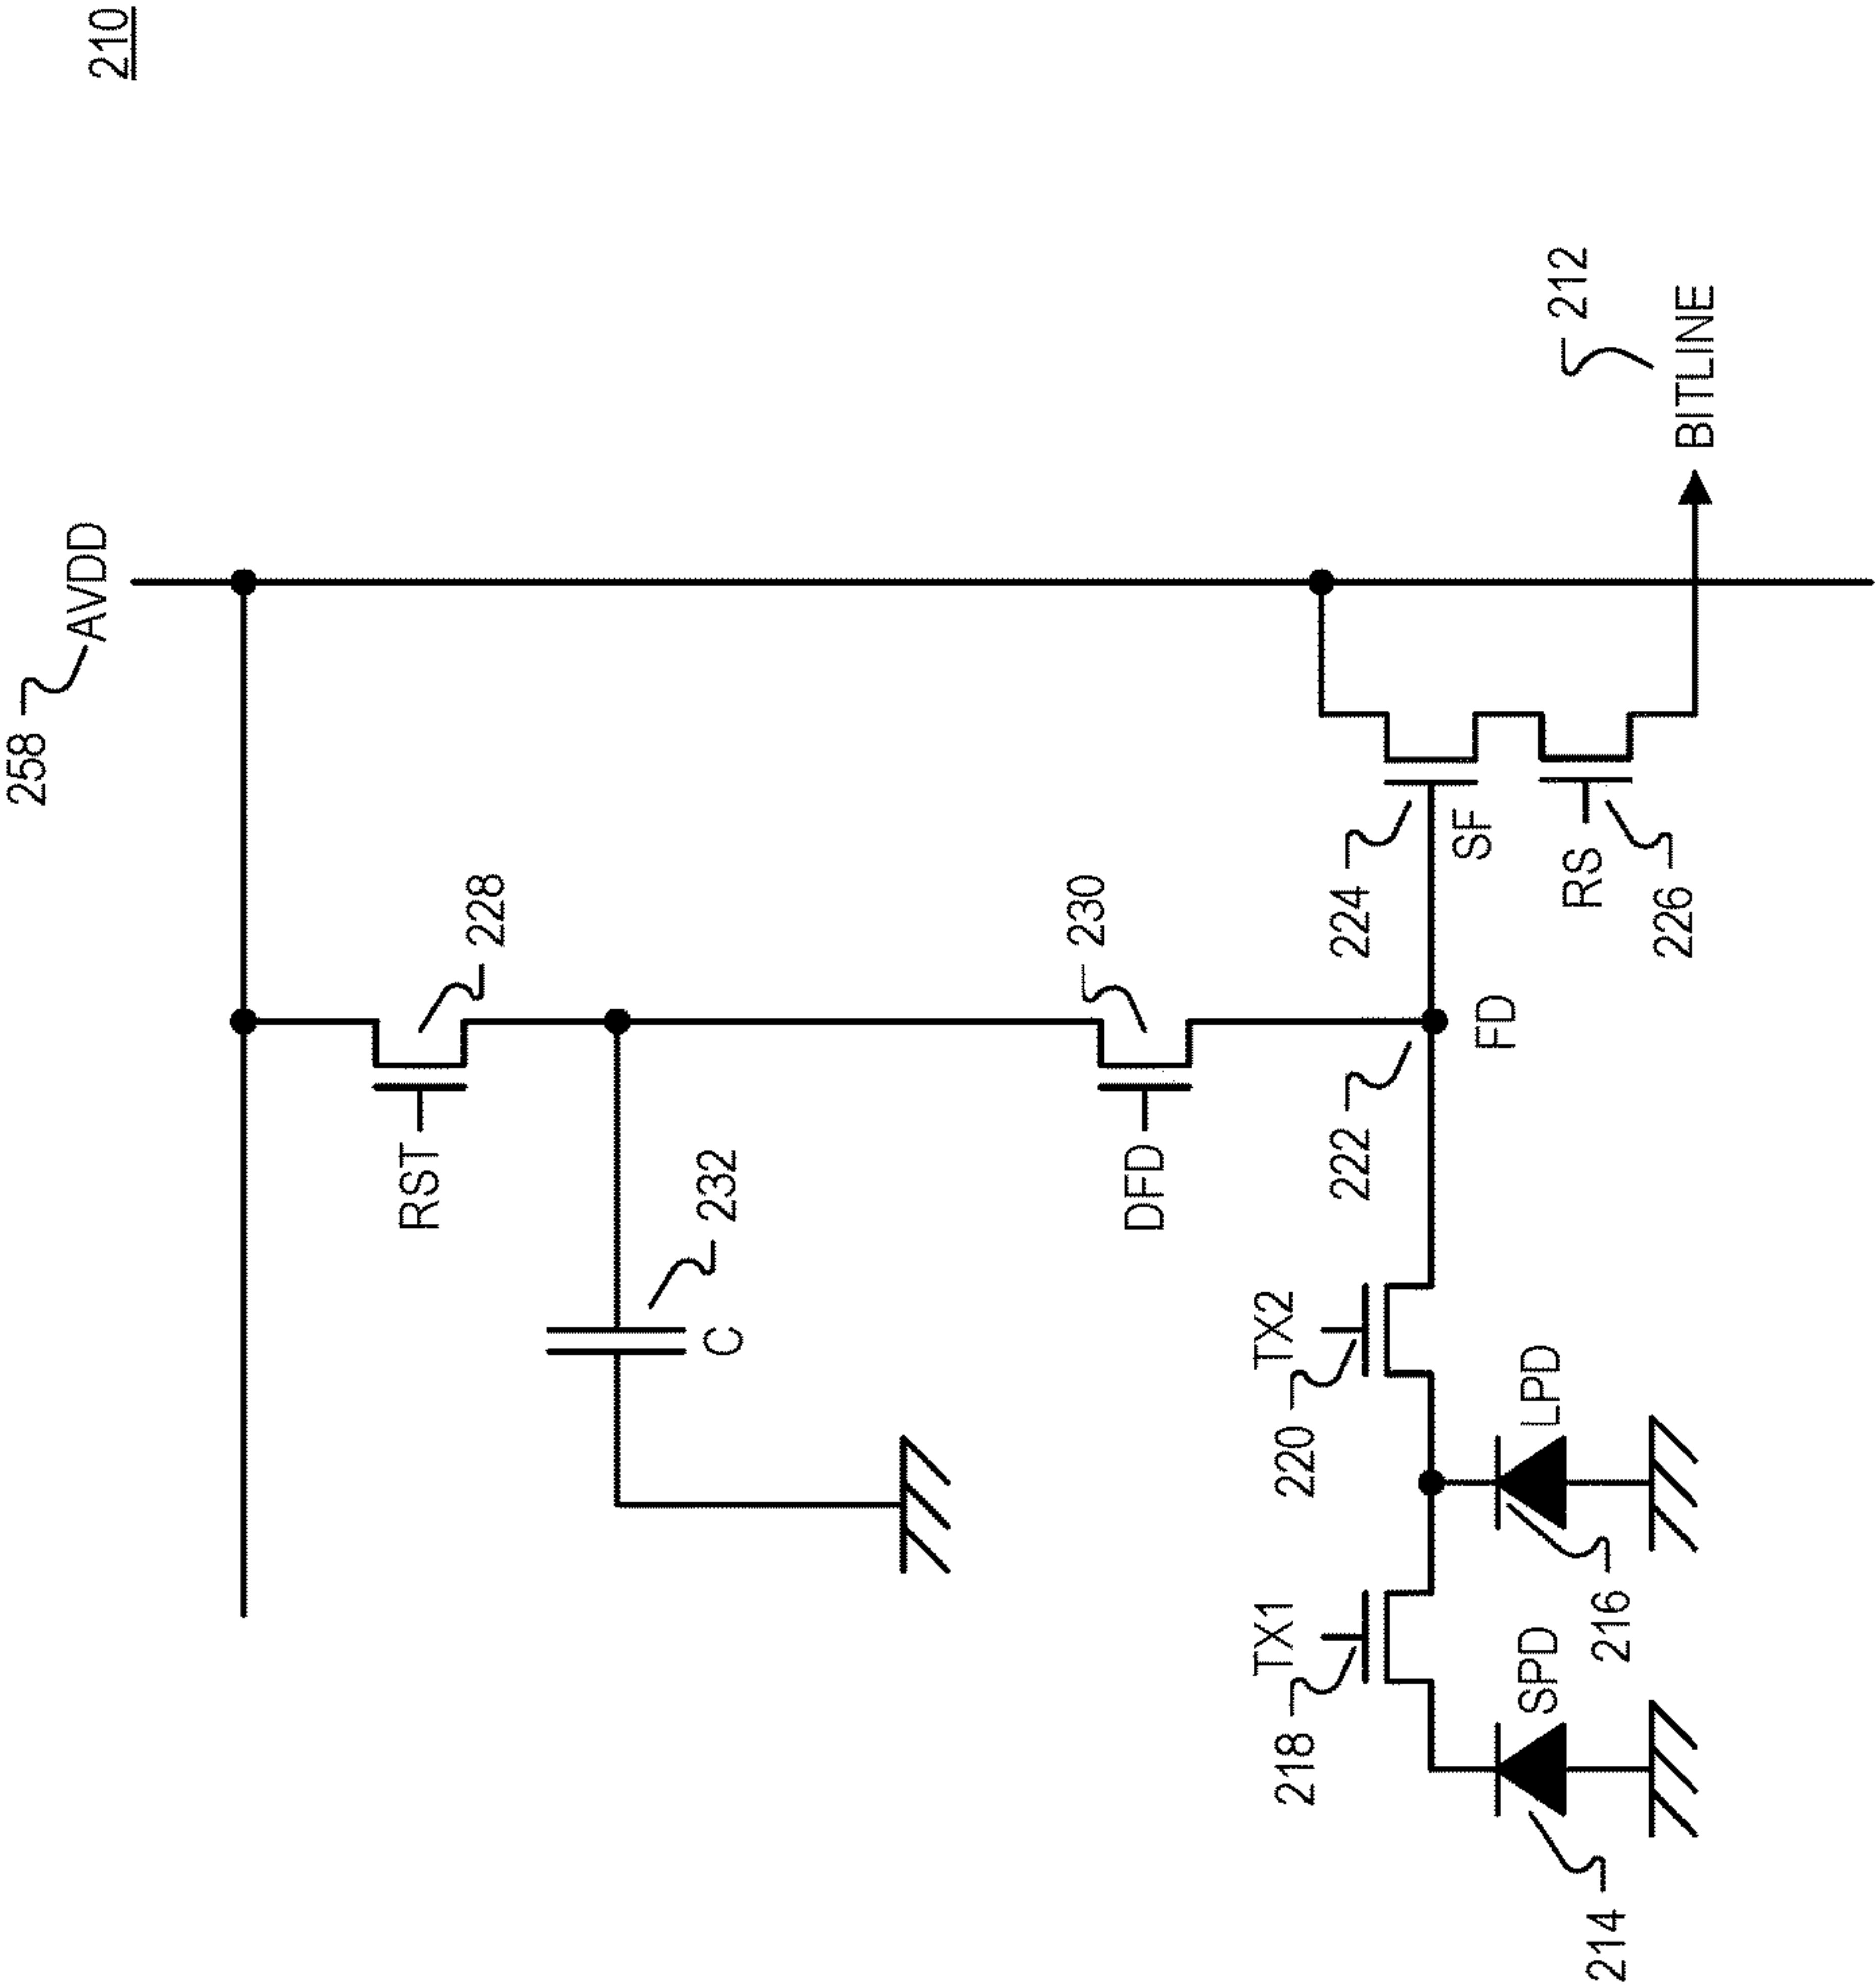 210
258
AVDD
228
RST
232
C
230
DFD
212
BITLINE
224
SF
RS
226
222
FD
TX2
220
LPD
216
TX1
218
SPD
214